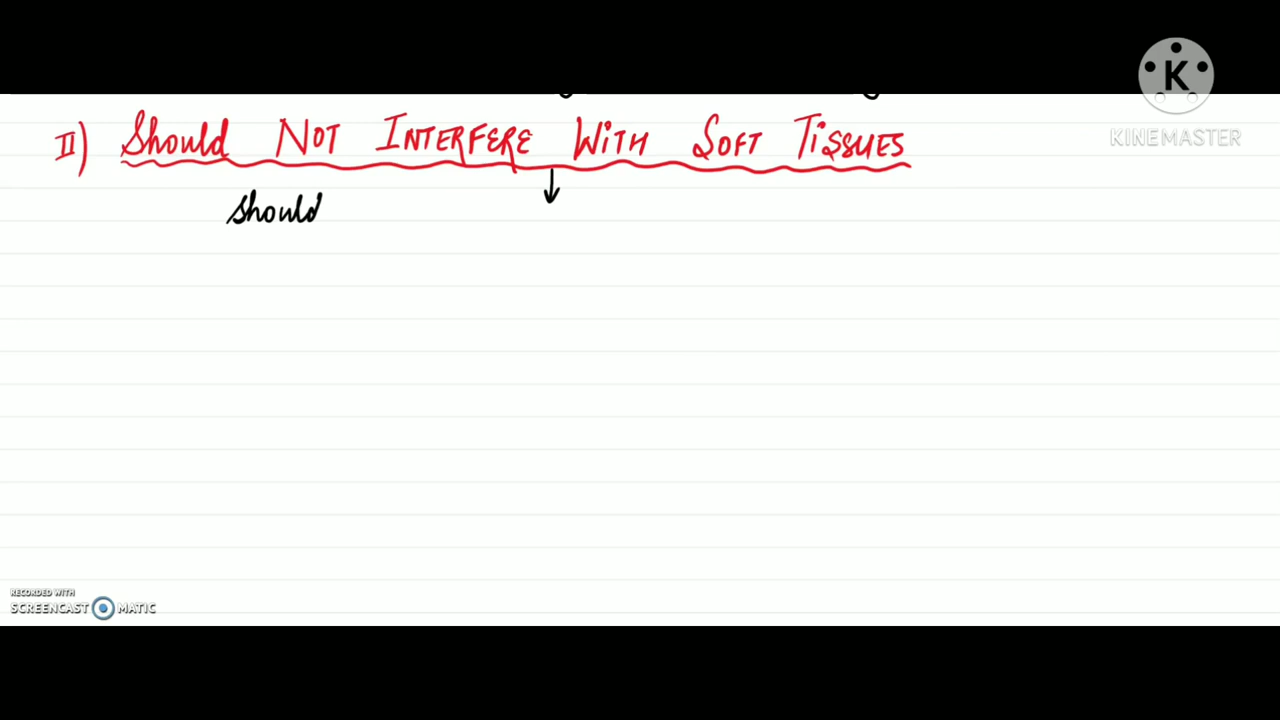 K
KINEMASTER
II) Should NOT INTERFERE WITH SOFT TISSUES
should
RECORDED WITH
SCREENCAST MATIC